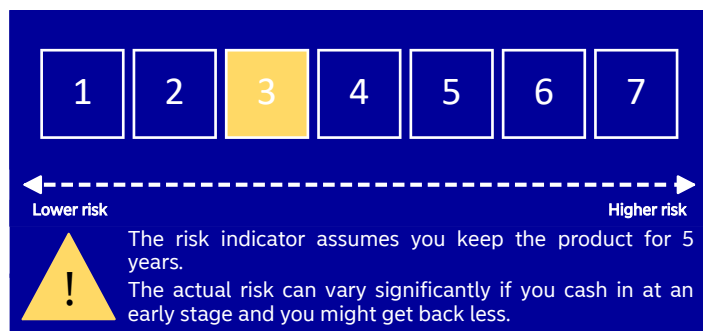 1 2 3 4 5 6 7
Lower risk Higher risk
! The risk indicator assumes you keep the product for 5
years.
The actual risk can vary significantly if you cash in at an
early stage and you might get back less.